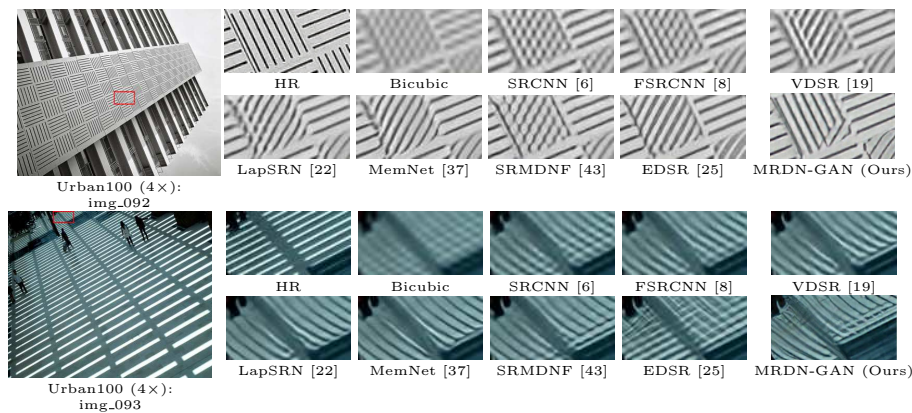 HR Bicubic SRCNN [6] FSRCNN [8] VDSR [19]
LapSRN [22] MemNet [37] SRMDNF [43] EDSR [25] MRDN-GAN (Ours)
Urban100 (4×):
img_092
HR Bicubic SRCNN [6] FSRCNN [8] VDSR [19]
LapSRN [22] MemNet [37] SRMDNF [43] EDSR [25] MRDN-GAN (Ours)
Urban100 (4×):
img_093